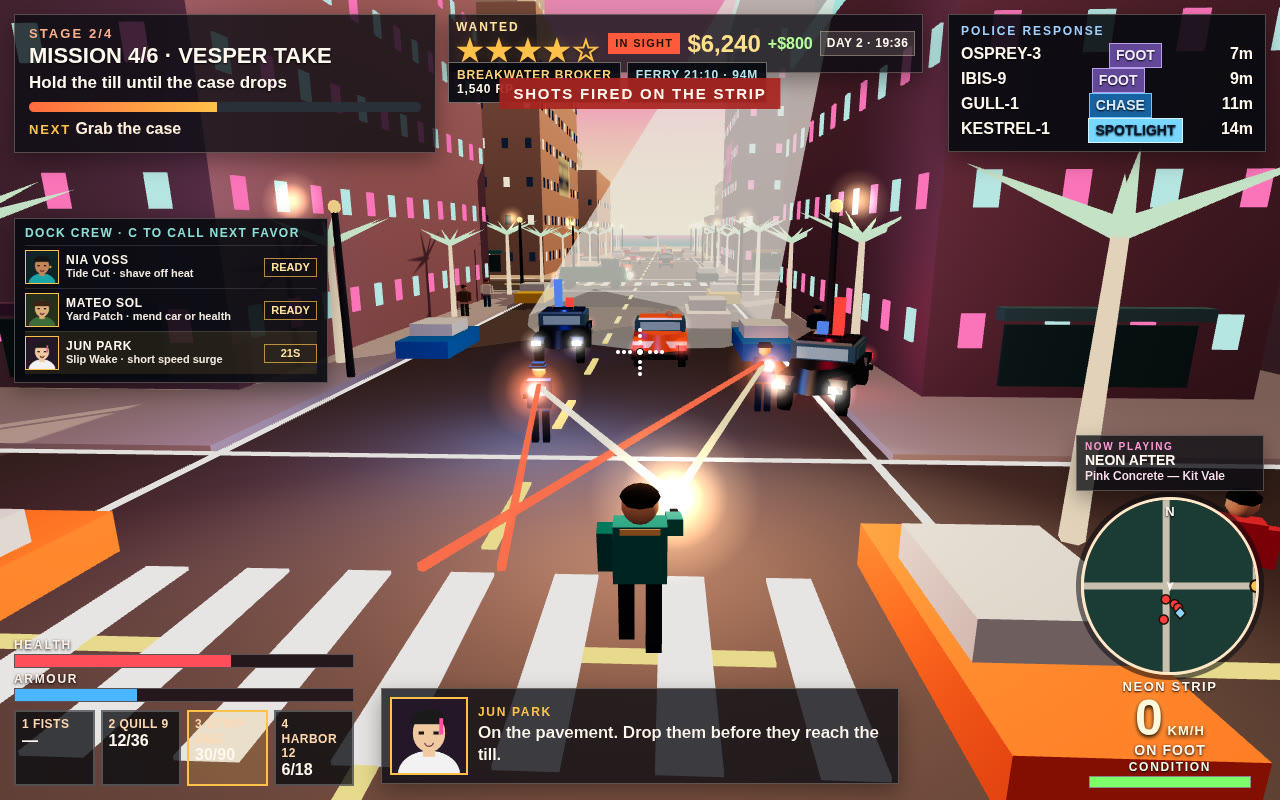 STAGE 2/4
MISSION 4/6 · VESPER TAKE
Hold the till until the case drops
NEXT Grab the case
WANTED
IN SIGHT $6,240 +$800 DAY 2 · 19:36
BREAKWATER BROKER FERRY 21:10 · 94M
1,540
SHOTS FIRED ON THE STRIP
POLICE RESPONSE
OSPREY-3 FOOT 7m
IBIS-9 FOOT 9m
GULL-1 CHASE 11m
KESTREL-1 SPOTLIGHT 14m
DOCK CREW · C TO CALL NEXT FAVOR
NIA VOSS
Tide Cut · shave off heat
READY
MATEO SOL
Yard Patch · mend car or health
READY
JUN PARK
Slip Wake · short speed surge
21S
NOW PLAYING
NEON AFTER
Pink Concrete — Kit Vale
N
NEON STRIP
0 KM/H
ON FOOT
CONDITION
HEALTH
ARMOUR
1 FISTS
—
2 QUILL 9
12/36
3
30/90
4 HARBOR 12
6/18
JUN PARK
On the pavement. Drop them before they reach the
till.